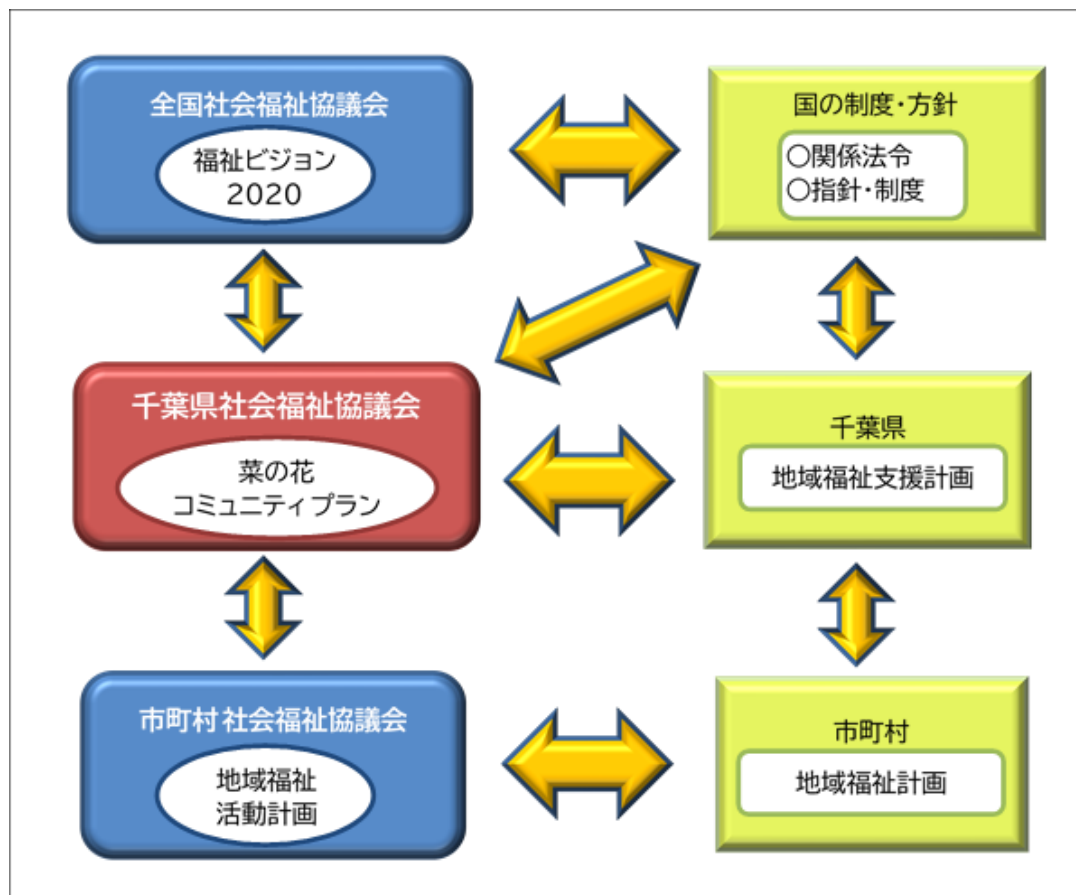 全国社会福祉協議会
福祉ビジョン
2020
国の制度・方針
○関係法令
○指針・制度
千葉県社会福祉協議会
菜の花
コミュニティプラン
千葉県
地域福祉支援計画
市町村社会福祉協議会
地域福祉
活動計画
市町村
地域福祉計画